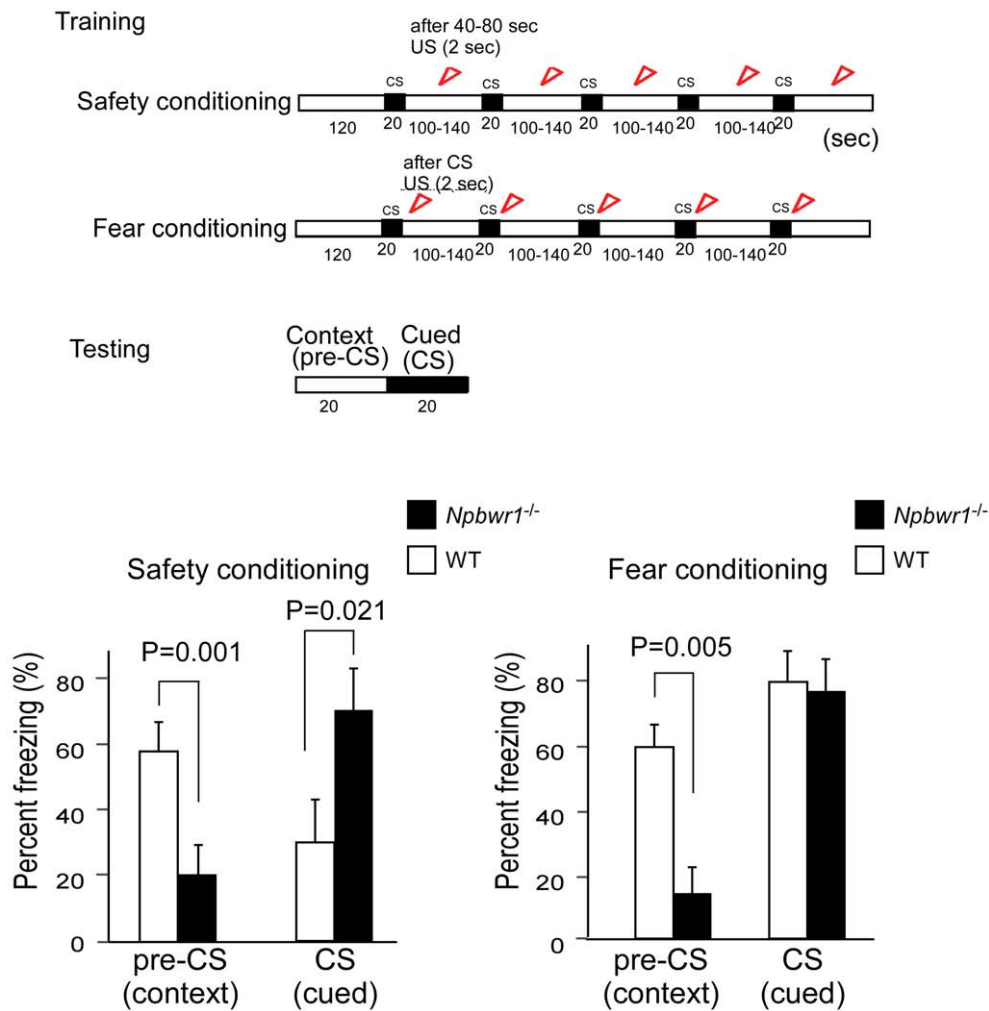 Training
after 40-80 sec
US (2 sec)
CS CS CS CS CS
Safety conditioning
120 20 100-140 20 100-140 20 100-140 20 100-140 20 (sec)
after CS
US (2 sec)
CS CS CS CS CS
Fear conditioning
120 20 100-140 20 100-140 20 100-140 20 100-140 20
Testing
Context Cued
(pre-CS) (CS)
20 20
Npbwr1-/-
WT
Safety conditioning
P=0.001
P=0.021
Percent freezing (%)
80
60
40
20
0
pre-CS CS
(context) (cued)
Npbwr1-/-
WT
Fear conditioning
P=0.005
Percent freezing (%)
80
60
40
20
0
pre-CS CS
(context) (cued)